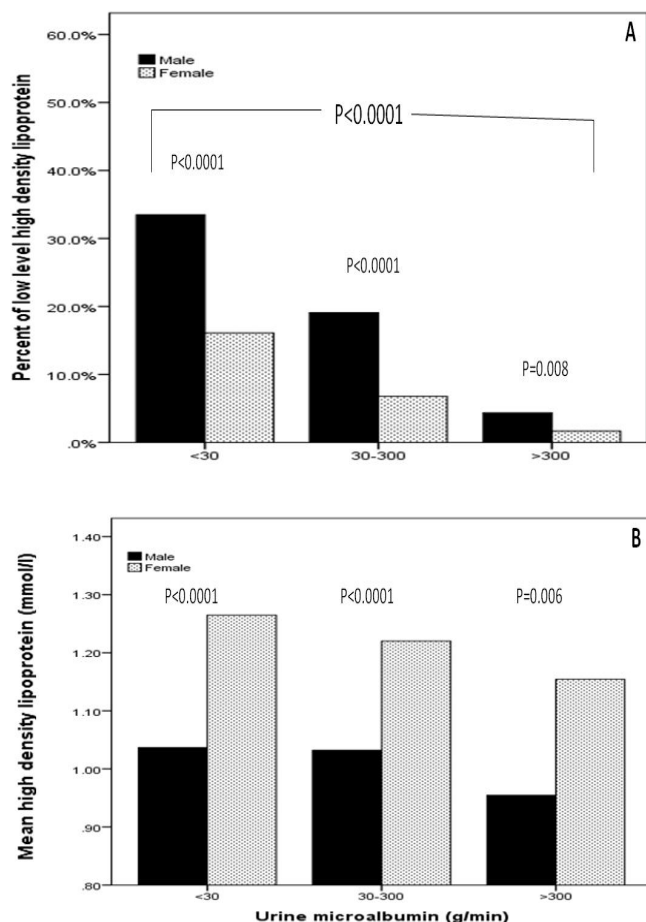 A
60.0%
Male
Female
50.0%
P<0.0001
40.0%
P<0.0001
30.0%
P<0.0001
20.0%
P=0.008
10.0%
.0%
<30 30-300 >300
Percent of low level high density lipoprotein
B
1.40
Male
Female
P<0.0001 P<0.0001 P=0.006
1.30
1.20
1.10
1.00
.90
.80
<30 30-300 >300
Mean high density lipoprotein (mmol/l)
Urine microalbumin (g/min)